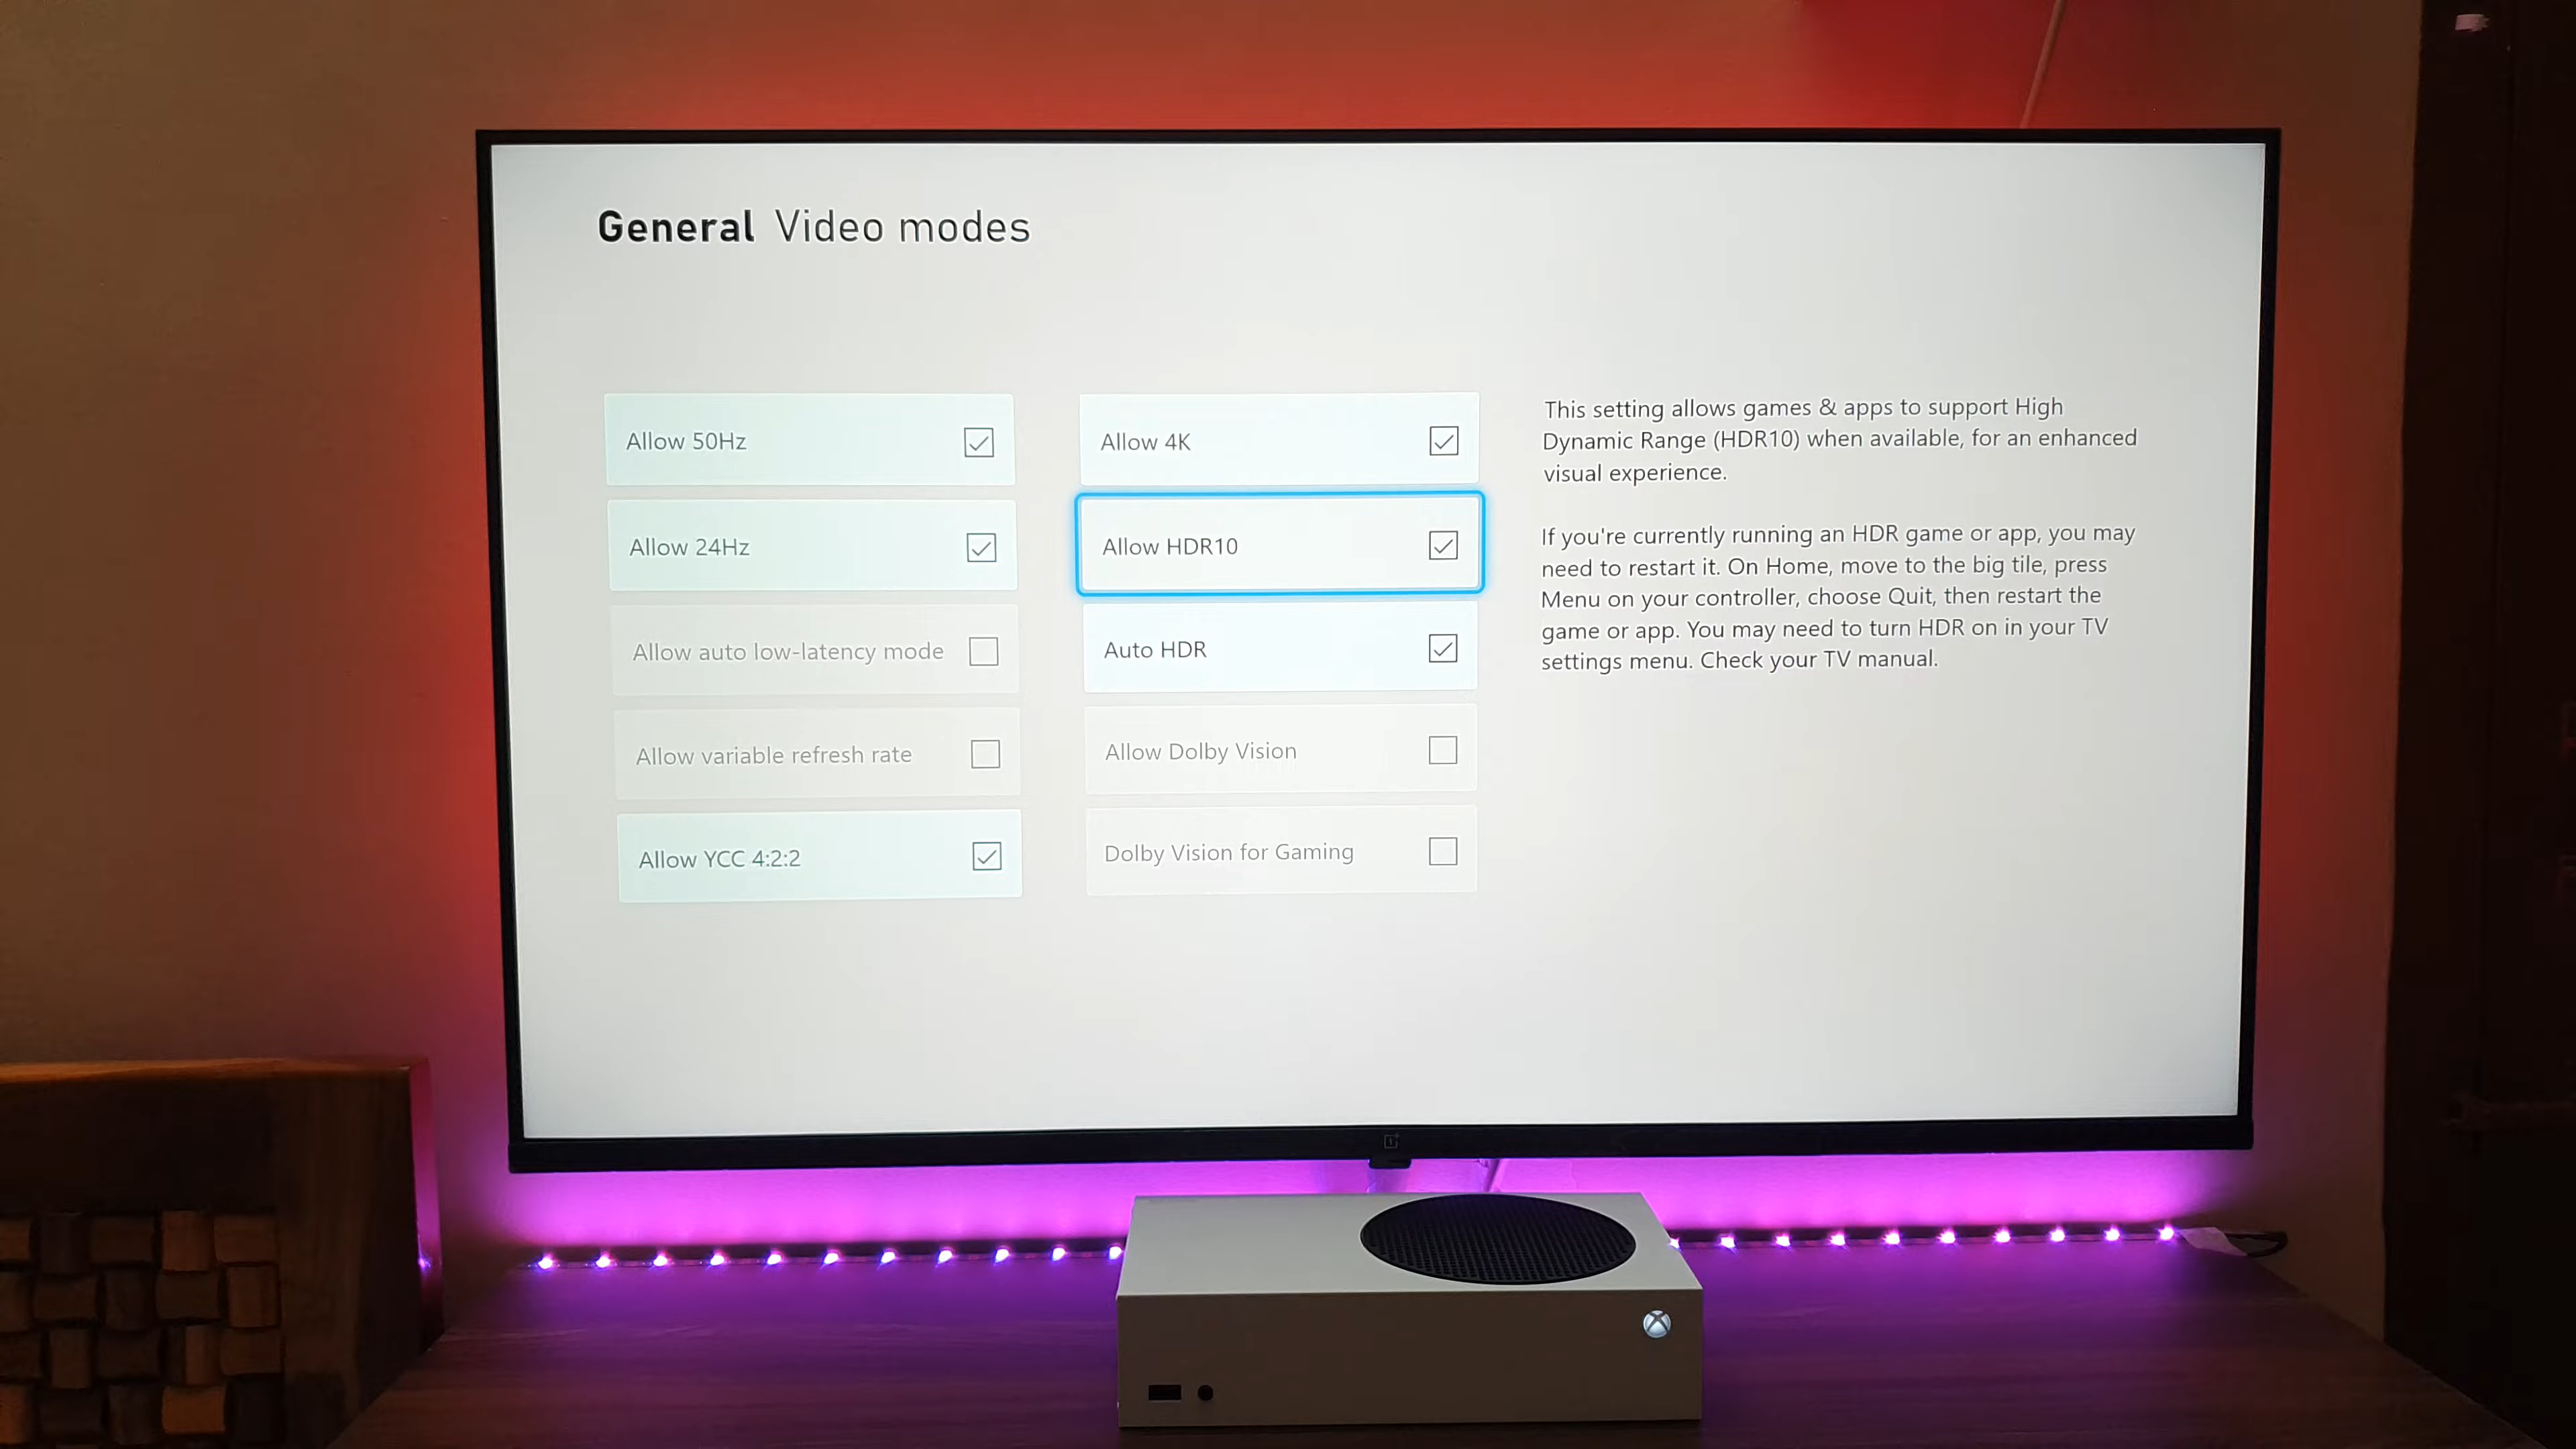 General Video modes
Allow 50Hz
Allow 24Hz
Allow auto low-latency mode
Allow variable refresh rate
Allow YCC 4:2:2
Allow 4K
Allow HDR10
Auto HDR
Allow Dolby Vision
Dolby Vision for Gaming
This setting allows games & apps to support High
Dynamic Range (HDR10) when available, for an enhanced
visual experience.
If you're currently running an HDR game or app, you may
need to restart it. On Home, move to the big tile, press
Menu on your controller, choose Quit, then restart the
game or app. You may need to turn HDR on in your TV
settings menu. Check your TV manual.